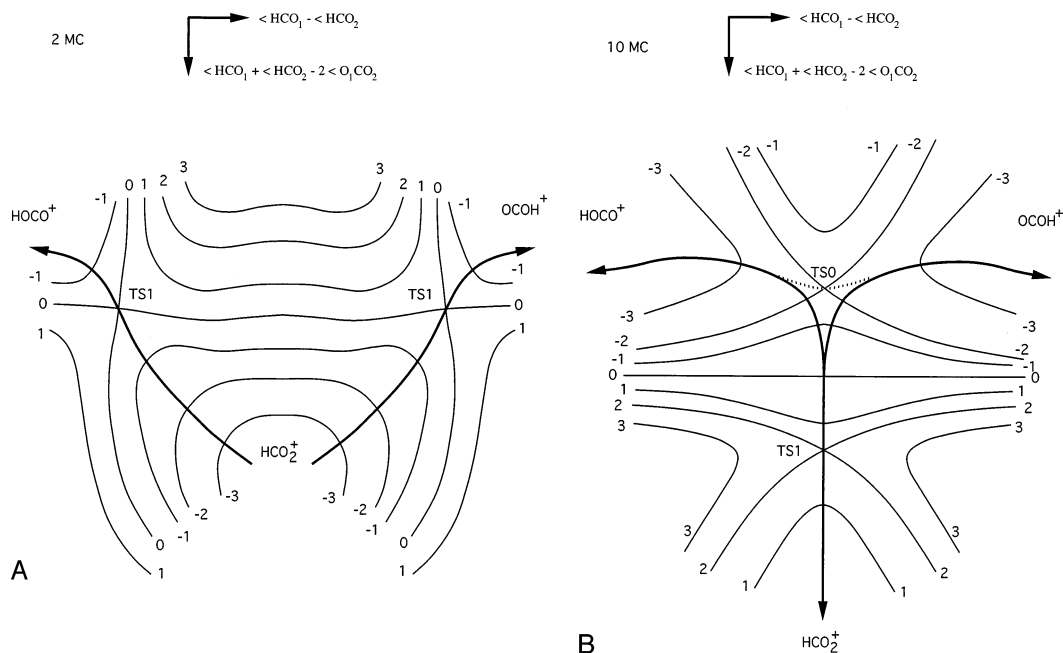 2 MC
< HCO₁ - < HCO₂
< HCO₁ + < HCO₂ - 2 < O₁CO₂
3 3
-1 0 1 2 2 1 0 -1
HOCO⁺ OCOH⁺
-1 -1
TS1 TS1
0 0
1 1
HCO₂⁺
-3 -3
-2 -2
-1 -1
0 0
1 1
A
10 MC
< HCO₁ - < HCO₂
< HCO₁ + < HCO₂ - 2 < O₁CO₂
-2 -1 -1 -2
-3 -3
HOCO⁺ OCOH⁺
TS0
-3 -3
-2 -2
-1 -1
0 0
1 1
2 2
3 3
TS1
3 3
2 2
1 1
HCO₂⁺
B